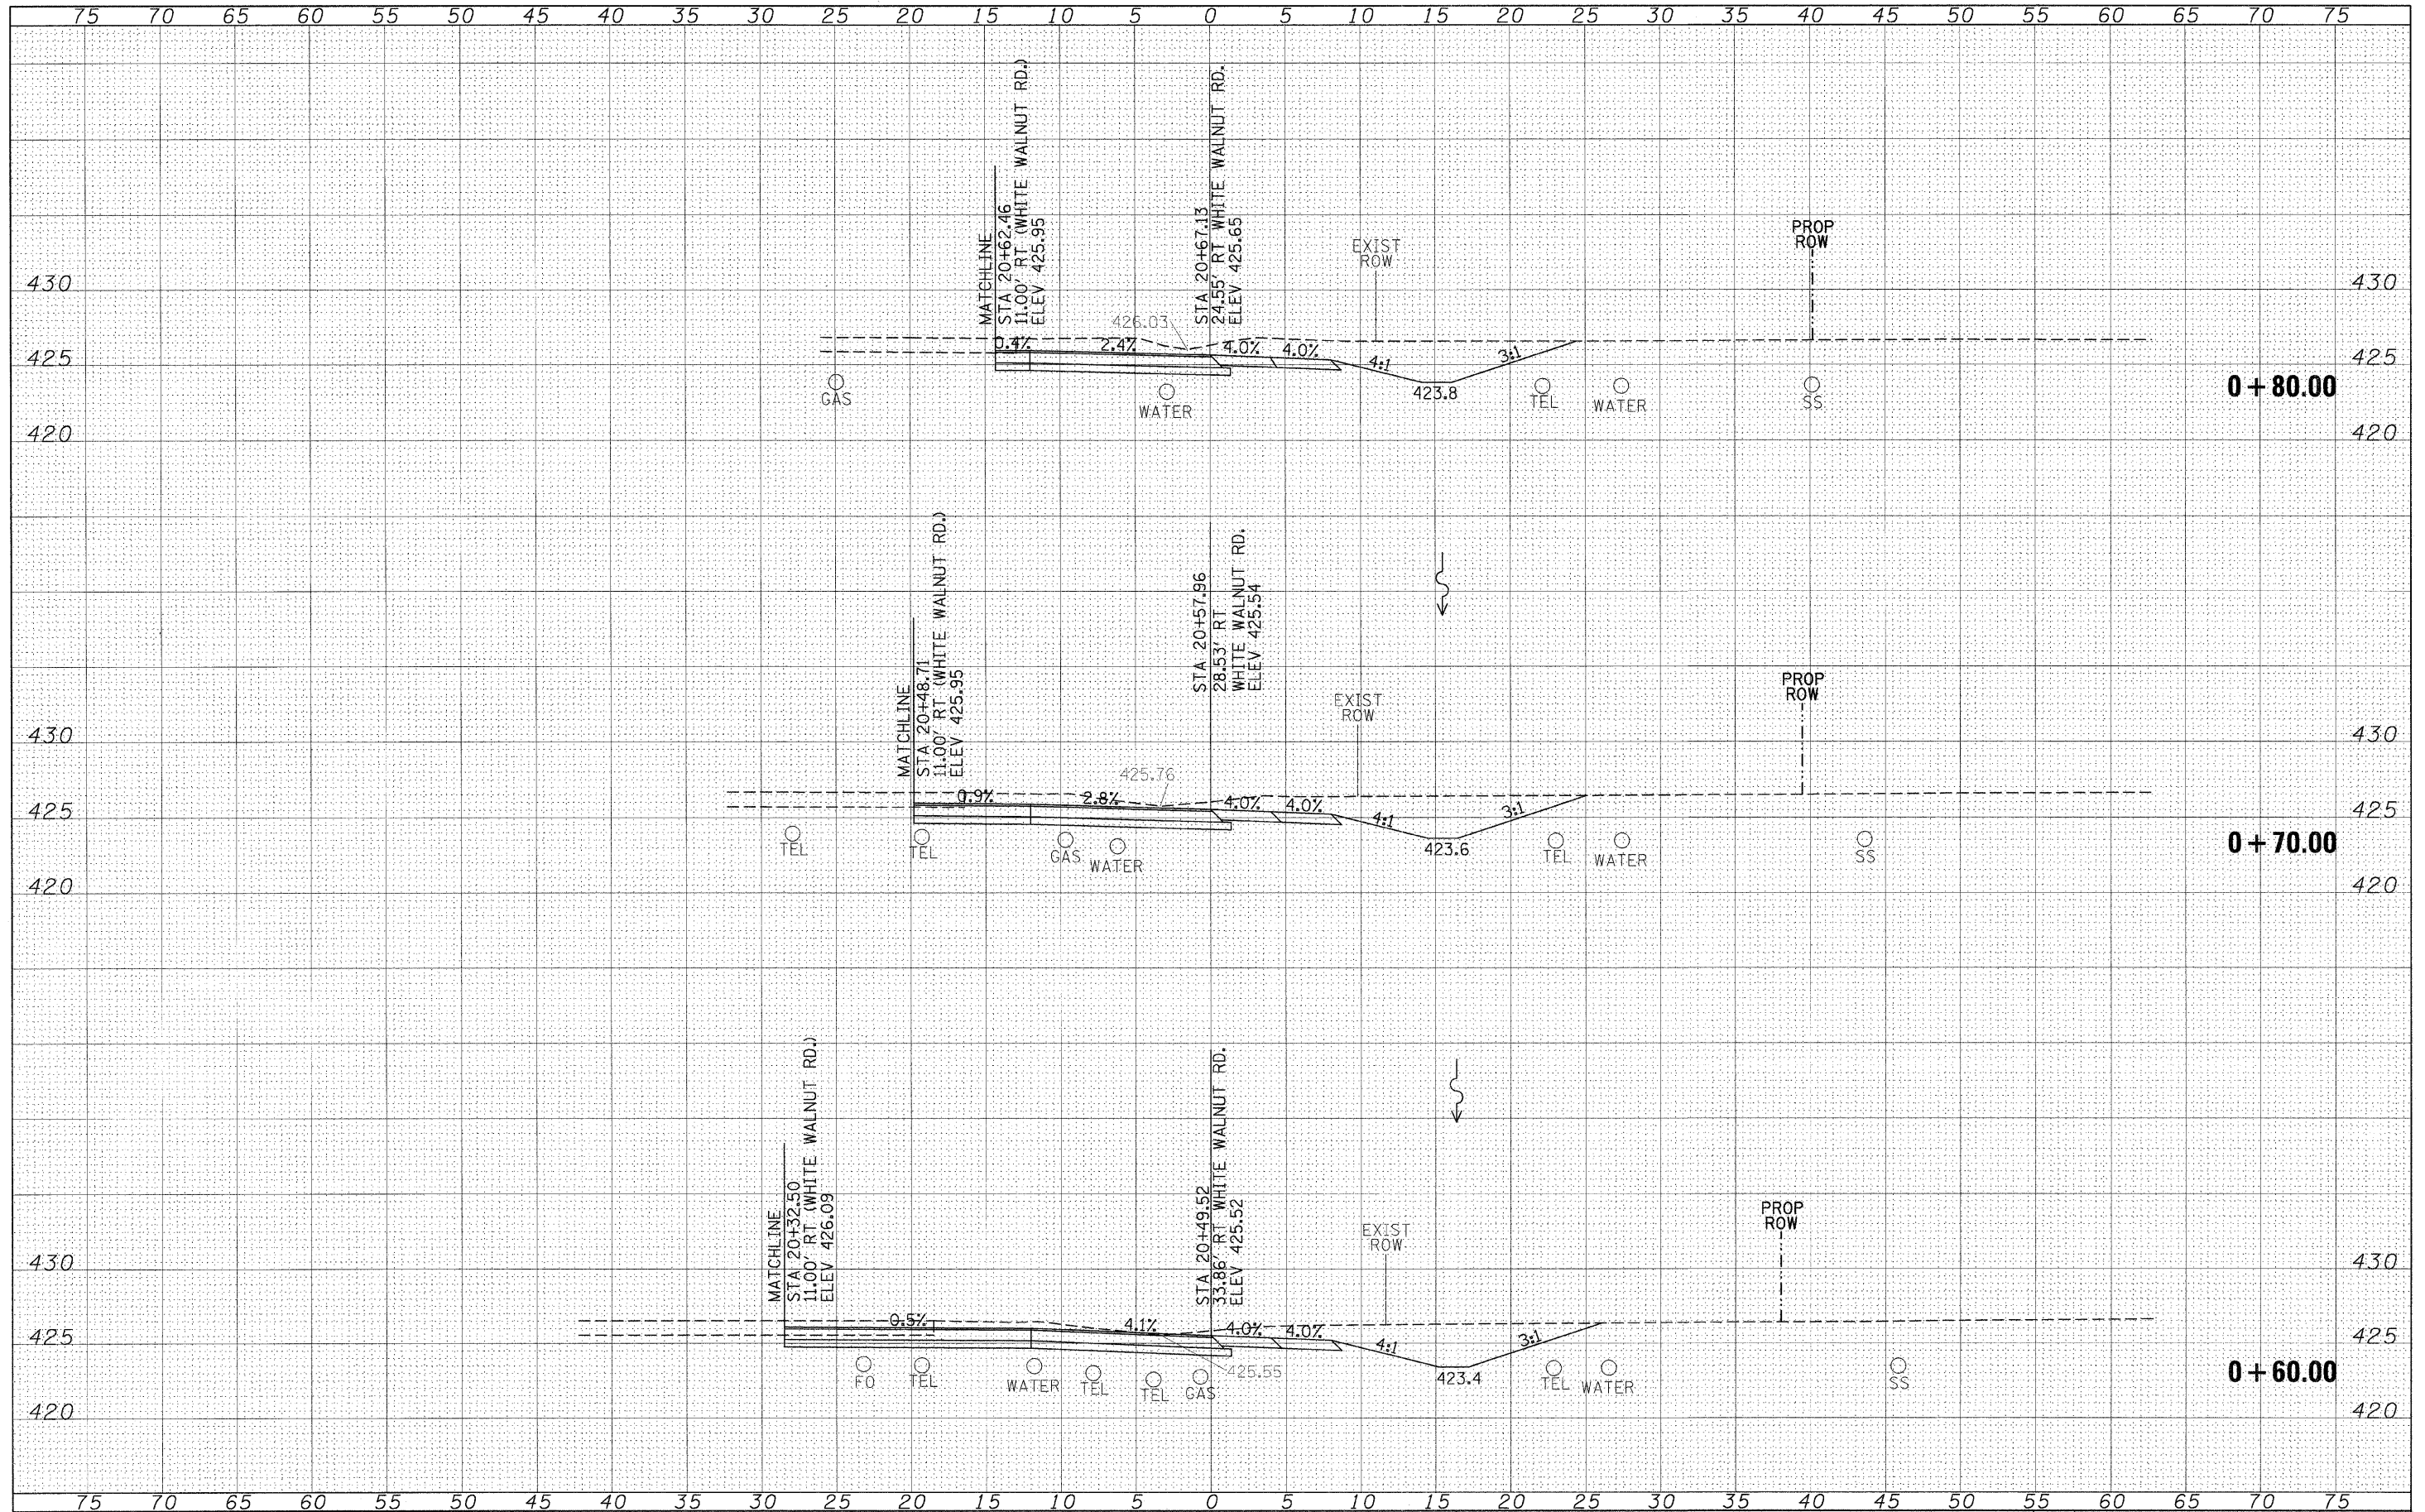 75 70 65 60 55 50 45 40 35 30 25 20 15 10 5 0 5 10 15 20 25 30 35 40 45 50 55 60 65 70 75
MATCHLINE
STA 20+62.46
11.00' RT (WHITE WALNUT RD.)
ELEV 425.95
STA 20+67.13
24.55' RT WHITE WALNUT RD.
ELEV 425.65
EXIST
ROW
PROP
ROW
430 430
426.03
0.4% 2.4% 4.0% 4.0% 4:1 3:1
425 425
423.8
GAS WATER TEL WATER SS
0+80.00
420 420
MATCHLINE
STA 20+48.71
11.00' RT (WHITE WALNUT RD.)
ELEV 425.95
STA 20+57.96
28.53' RT
WHITE WALNUT RD.
ELEV 425.54
EXIST
ROW
PROP
ROW
430 430
425.76
0.9% 2.8% 4.0% 4.0% 4:1 3:1
425 425
423.6
TEL TEL GAS WATER TEL WATER SS
0+70.00
420 420
MATCHLINE
STA 20+32.50
11.00' RT (WHITE WALNUT RD.)
ELEV 426.09
STA 20+49.52
33.86' RT WHITE WALNUT RD.
ELEV 425.52
EXIST
ROW
PROP
ROW
430 430
0.5% 4.1% 4.0% 4.0% 4:1 3:1
425 425
425.55
423.4
FO TEL WATER TEL TEL GAS TEL WATER SS
0+60.00
420 420
75 70 65 60 55 50 45 40 35 30 25 20 15 10 5 0 5 10 15 20 25 30 35 40 45 50 55 60 65 70 75